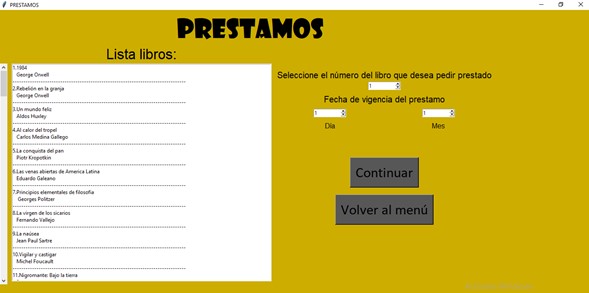 PRESTAMOS
PRESTAMOS
Lista libros:
1.1984
George Orwell
2.Rebelión en la granja
George Orwell
3.Un mundo feliz
Aldos Huxley
4.Al calor del tropel
Carlos Medina Gallego
5.La conquista del pan
Piotr Kropotkin
6.Las venas abiertas de America Latina
Eduardo Galeano
7.Principios elementales de filosofia
Georges Politzer
8.La virgen de los sicarios
Fernando Vallejo
9.La naúsea
Jean Paul Sartre
10.Vigilar y castigar
Michel Foucault
11.Nigromante: Bajo la tierra
Seleccione el número del libro que desea pedir prestado
1
Fecha de vigencia del prestamo
1 1
Día Mes
Continuar
Volver al menú